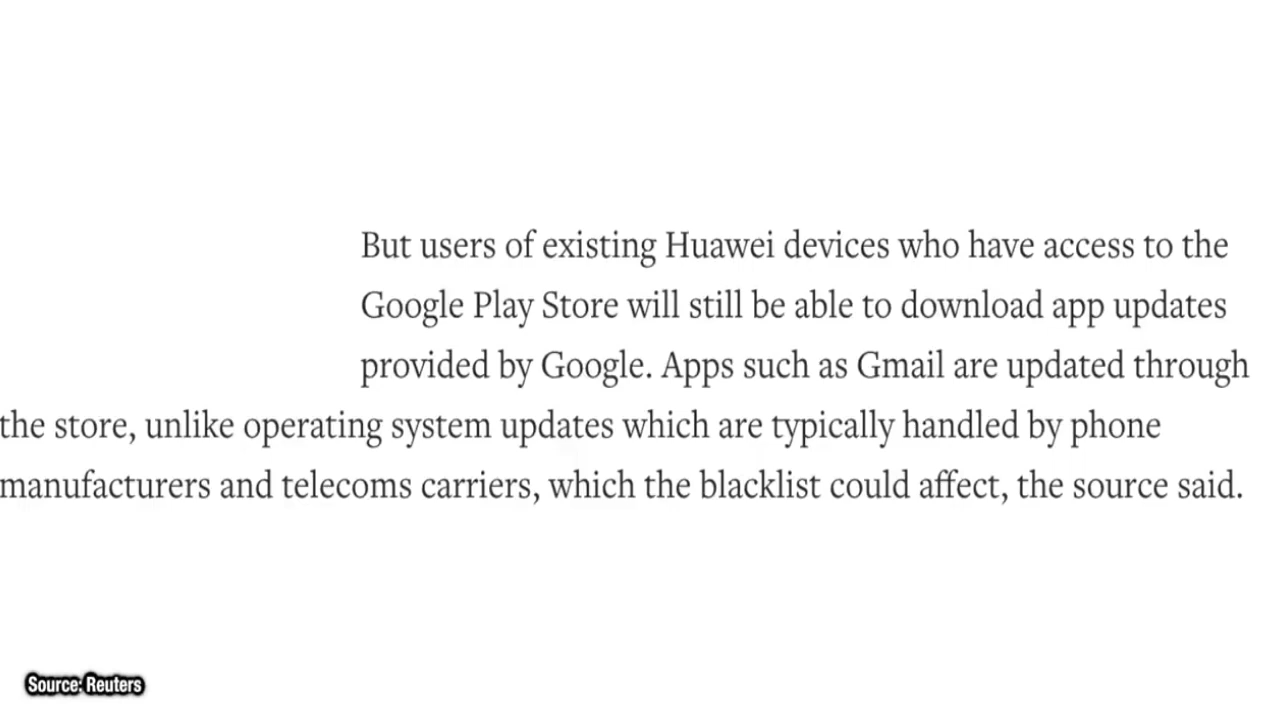 But users of existing Huawei devices who have access to the
Google Play Store will still be able to download app updates
provided by Google. Apps such as Gmail are updated through
the store, unlike operating system updates which are typically handled by phone
manufacturers and telecoms carriers, which the blacklist could affect, the source said.
Source: Reuters